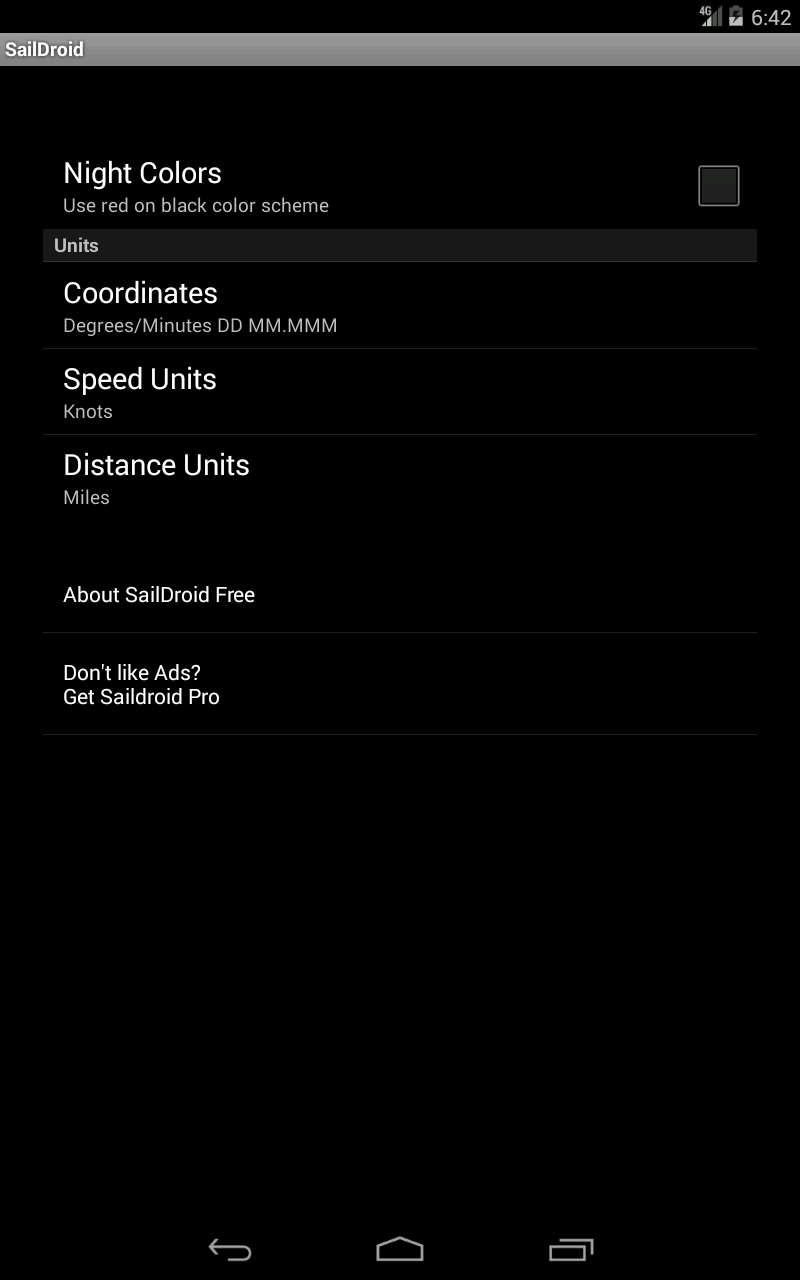 4G 6:42
SailDroid
Night Colors
Use red on black color scheme
Units
Coordinates
Degrees/Minutes DD MM.MMM
Speed Units
Knots
Distance Units
Miles
About SailDroid Free
Don't like Ads?
Get Saildroid Pro